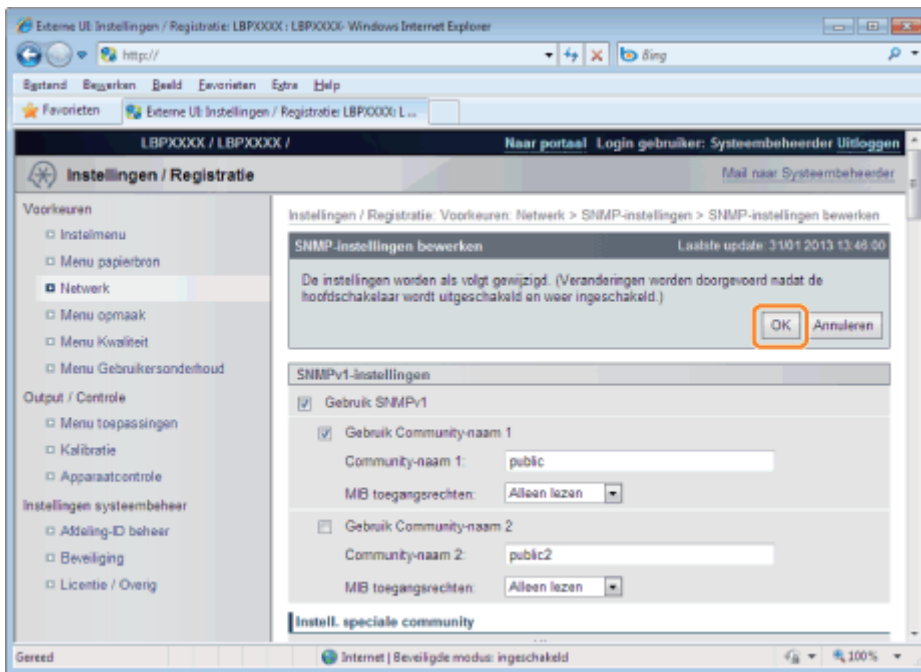 Externe UI: Instellingen / Registratie: LBPXXXX : LBPXXXX- Windows Internet Explorer
http://
Bing
Bestand Bewerken Beeld Favorieten Extra Help
Favorieten
Externe UI: Instellingen / Registratie: LBPXXXX: L...
LBPXXXX / LBPXXXX /
Naar portaal Login gebruiker: Systeembeheerder Uitloggen
Instellingen / Registratie
Mail naar Systeembeheerder
Voorkeuren
Instelmenu
Menu papierbron
Netwerk
Menu opmaak
Menu Kwaliteit
Menu Gebruikersonderhoud
Output / Controle
Menu toepassingen
Kalibratie
Apparaatcontrole
Instellingen systeembeheer
Afdeling-ID beheer
Beveiliging
Licentie / Overig
Instellingen / Registratie: Voorkeuren: Netwerk > SNMP-instellingen > SNMP-instellingen bewerken
SNMP-instellingen bewerken
Laatste update: 31/01 2013 13:46:00
De instellingen worden als volgt gewijzigd. (Veranderingen worden doorgevoerd nadat de
hoofdschakelaar wordt uitgeschakeld en weer ingeschakeld.)
OK
Annuleren
SNMPv1-instellingen
Gebruik SNMPv1
Gebruik Community-naam 1
Community-naam 1: public
MIB toegangsrechten: Alleen lezen
Gebruik Community-naam 2
Community-naam 2: public2
MIB toegangsrechten: Alleen lezen
Instell. speciale community
Gereed
Internet | Beveiligde modus: ingeschakeld
100%